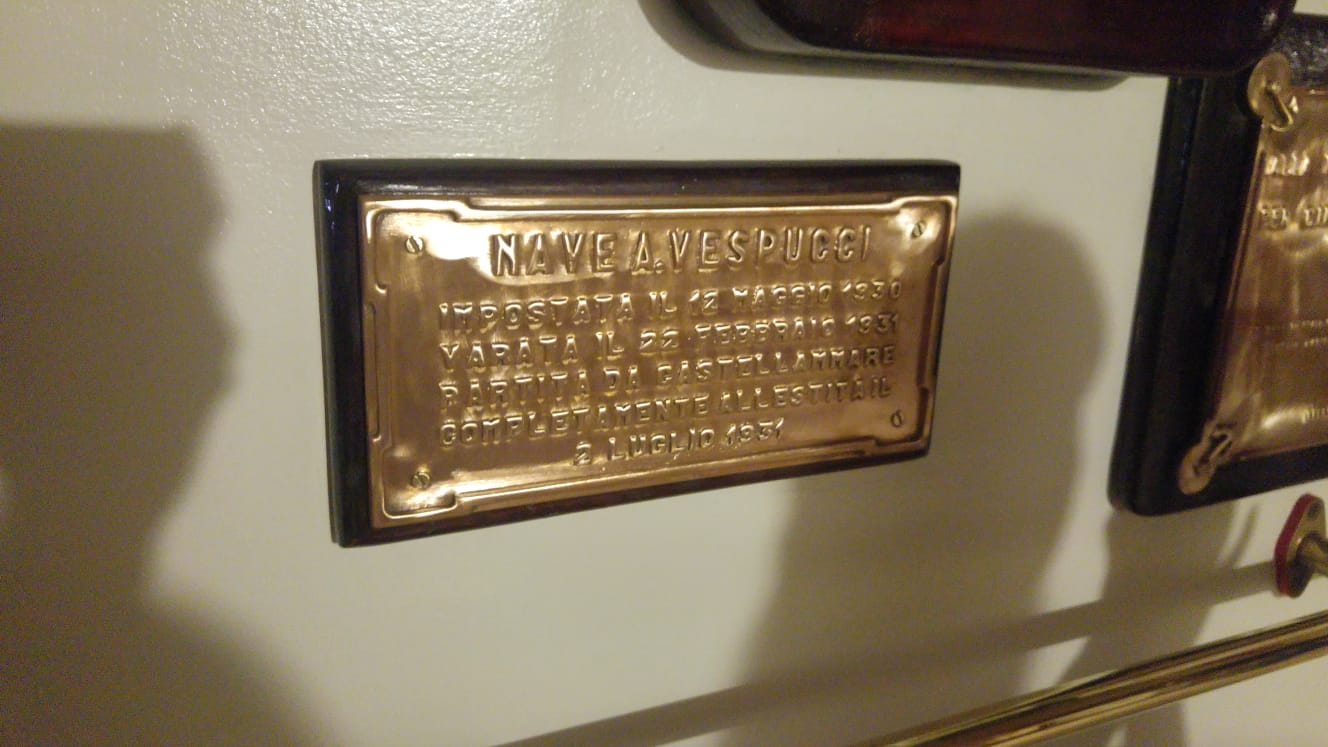 NAVE A. VESPUCCI
IMPOSTATA IL 12 MAGGIO 1930
VARATA IL 22 FEBBRAIO 1931
PARTITA DA CASTELLAMMARE
COMPLETAMENTE ALLESTITA IL
2 LUGLIO 1931